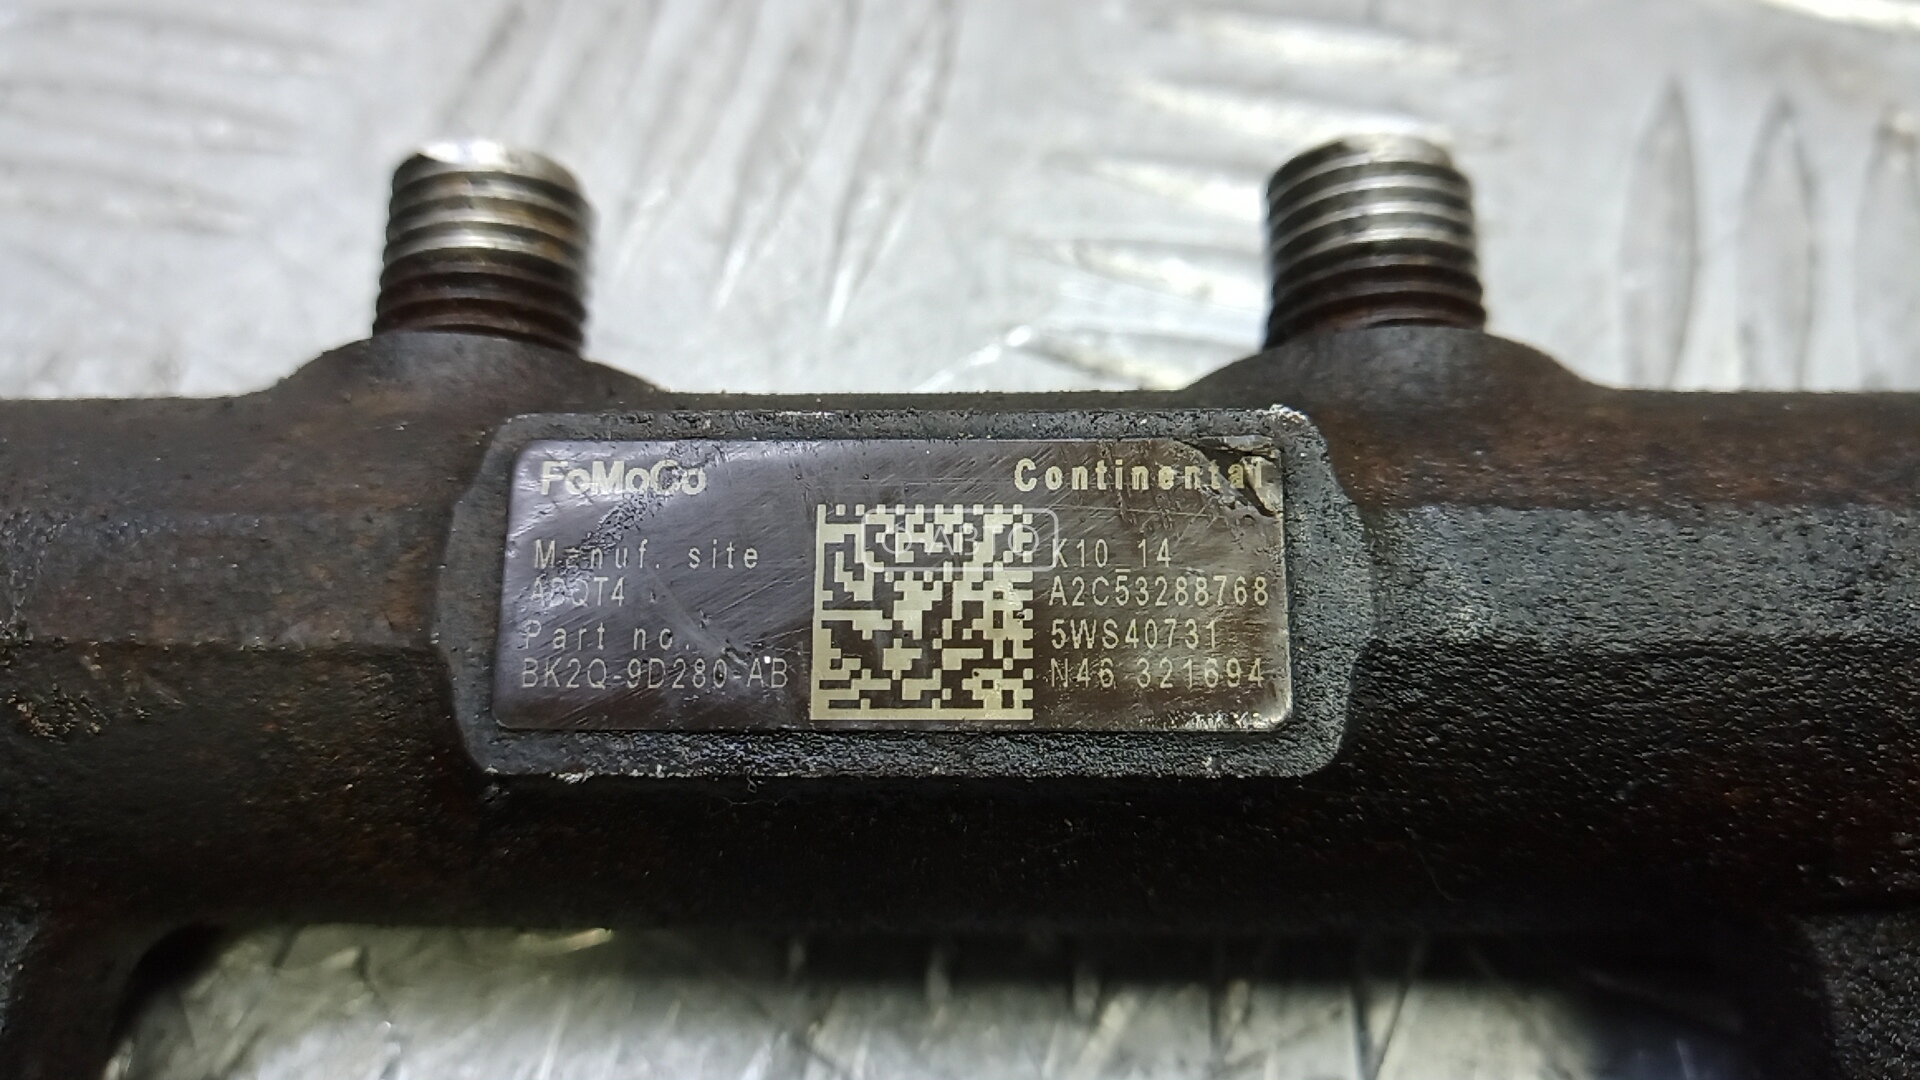 FoMoCo
Continental
Manuf. site
K10_14
ABQT4
A2C53288768
Part no.
5WS40731
BK2Q-9D280-AB
N46 321694